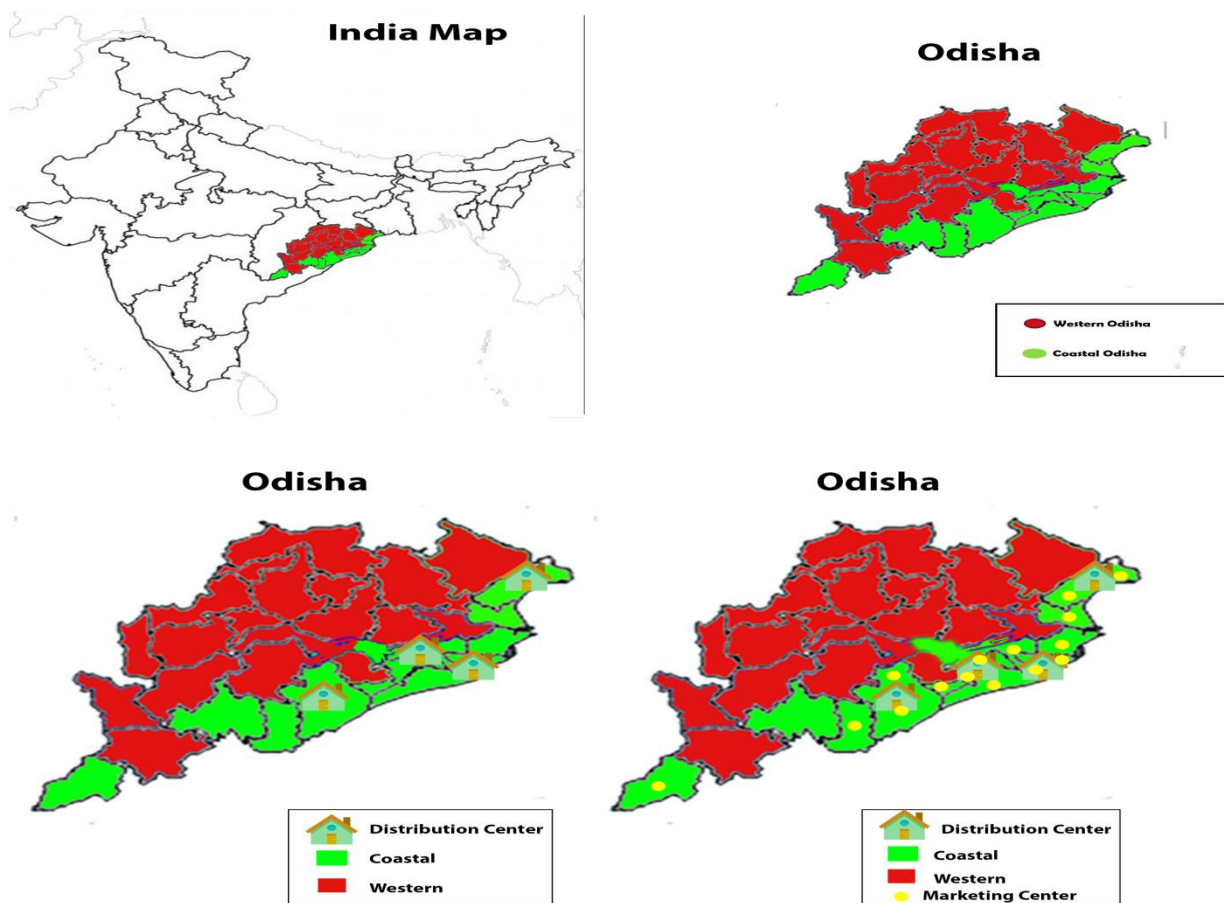 India Map
Odisha
Western Odisha
Coastal Odisha
Odisha
Distribution Center
Coastal
Western
Odisha
Distribution Center
Coastal
Western
Marketing Center